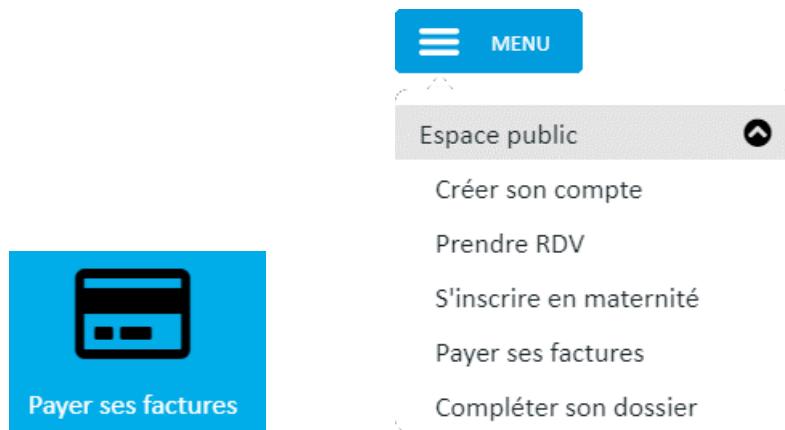 MENU
Espace public
Créer son compte
Prendre RDV
S'inscrire en maternité
Payer ses factures
Compléter son dossier
Payer ses factures